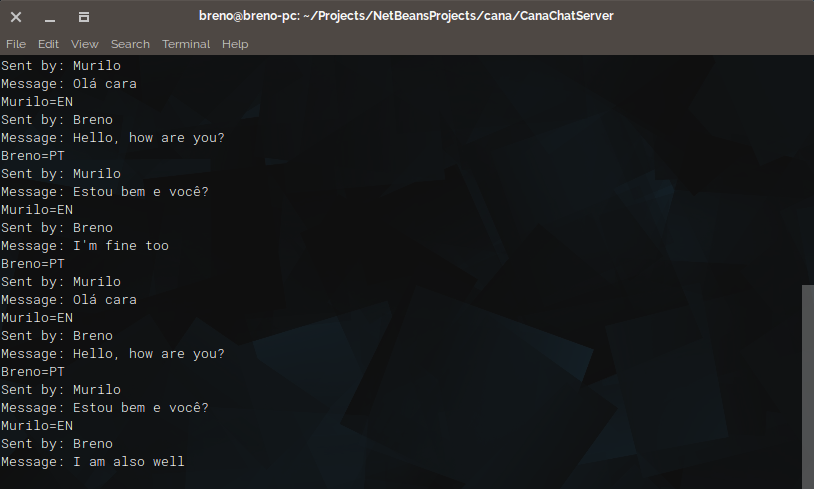 breno@breno-pc: ~/Projects/NetBeansProjects/cana/CanaChatServer
File Edit View Search Terminal Help
Sent by: Murilo
Message: Olá cara
Murilo=EN
Sent by: Breno
Message: Hello, how are you?
Breno=PT
Sent by: Murilo
Message: Estou bem e você?
Murilo=EN
Sent by: Breno
Message: I'm fine too
Breno=PT
Sent by: Murilo
Message: Olá cara
Murilo=EN
Sent by: Breno
Message: Hello, how are you?
Breno=PT
Sent by: Murilo
Message: Estou bem e você?
Murilo=EN
Sent by: Breno
Message: I am also well